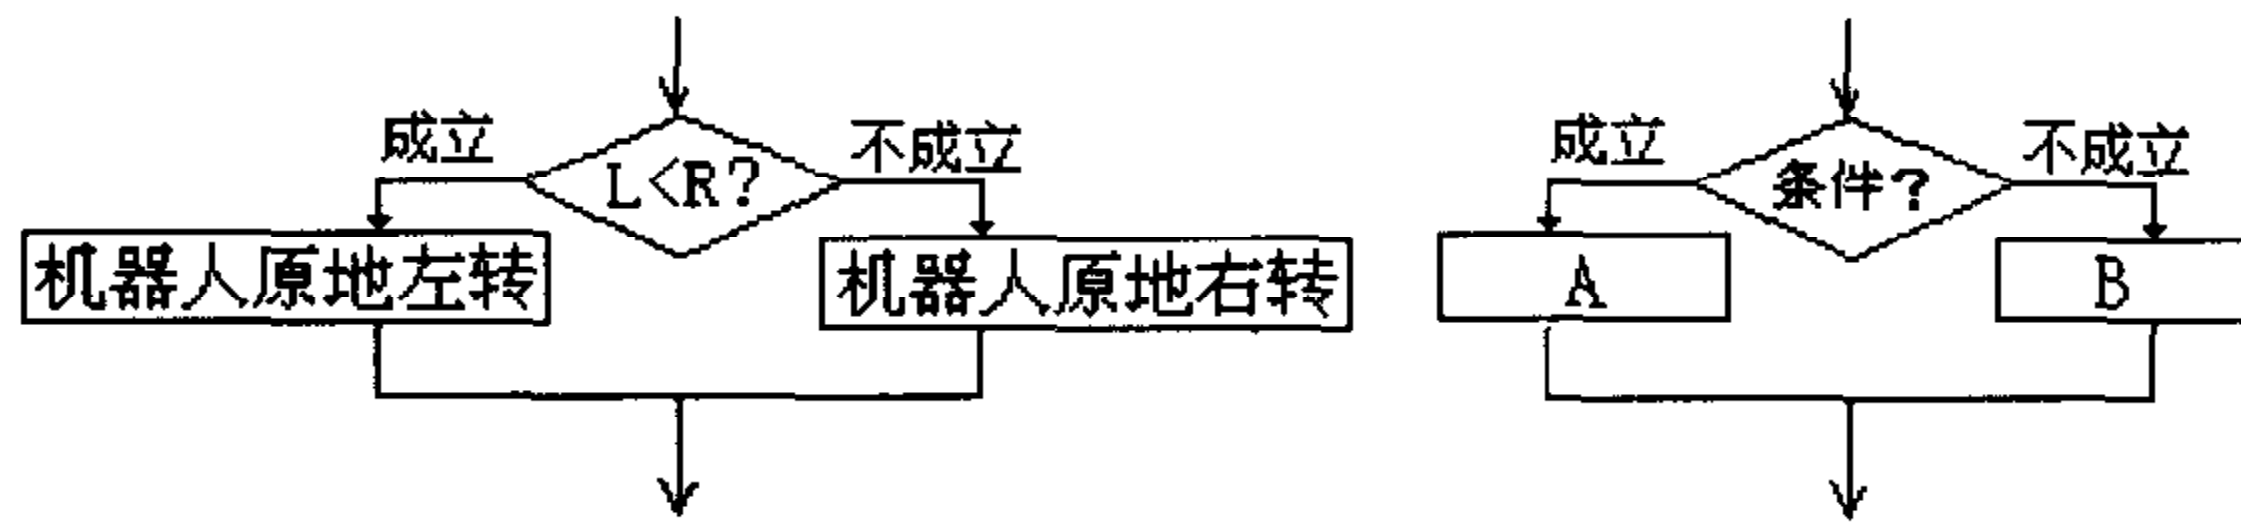 成立
L<R?
不成立
机器人原地左转
机器人原地右转
成立
条件?
不成立
A
B